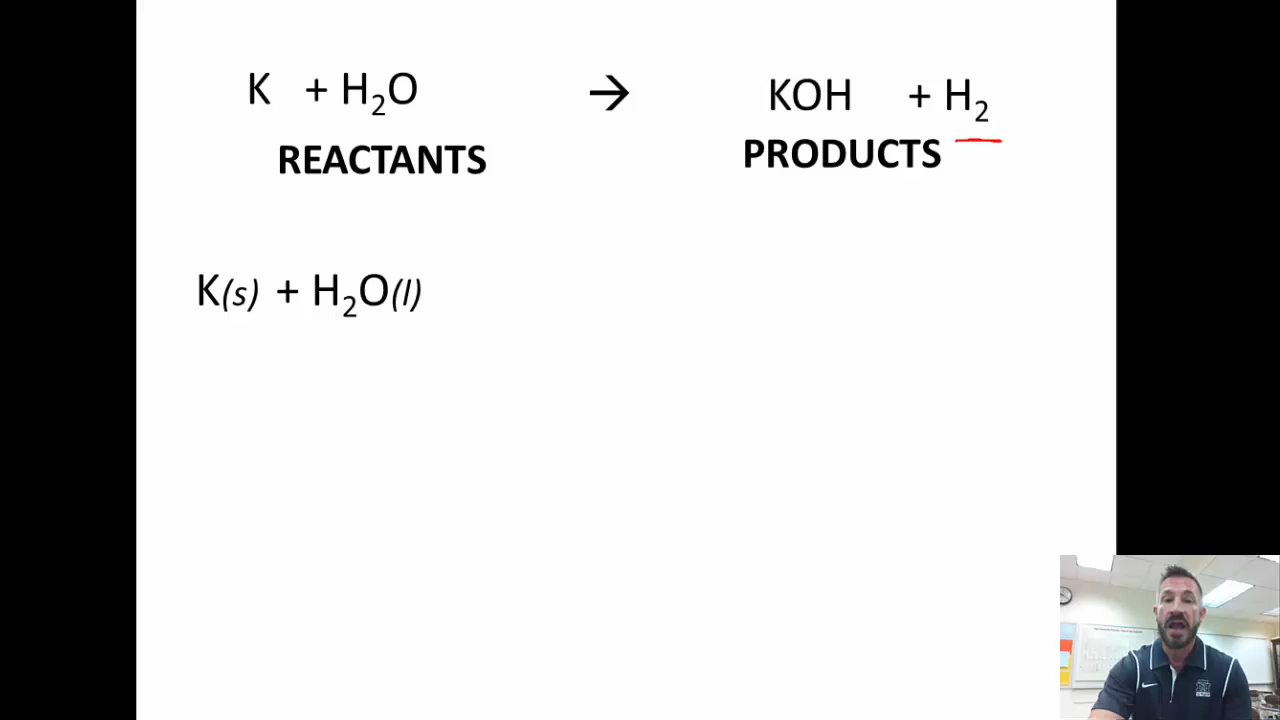 K + H₂O → KOH + H₂
REACTANTS PRODUCTS
K(s) + H₂O(l)